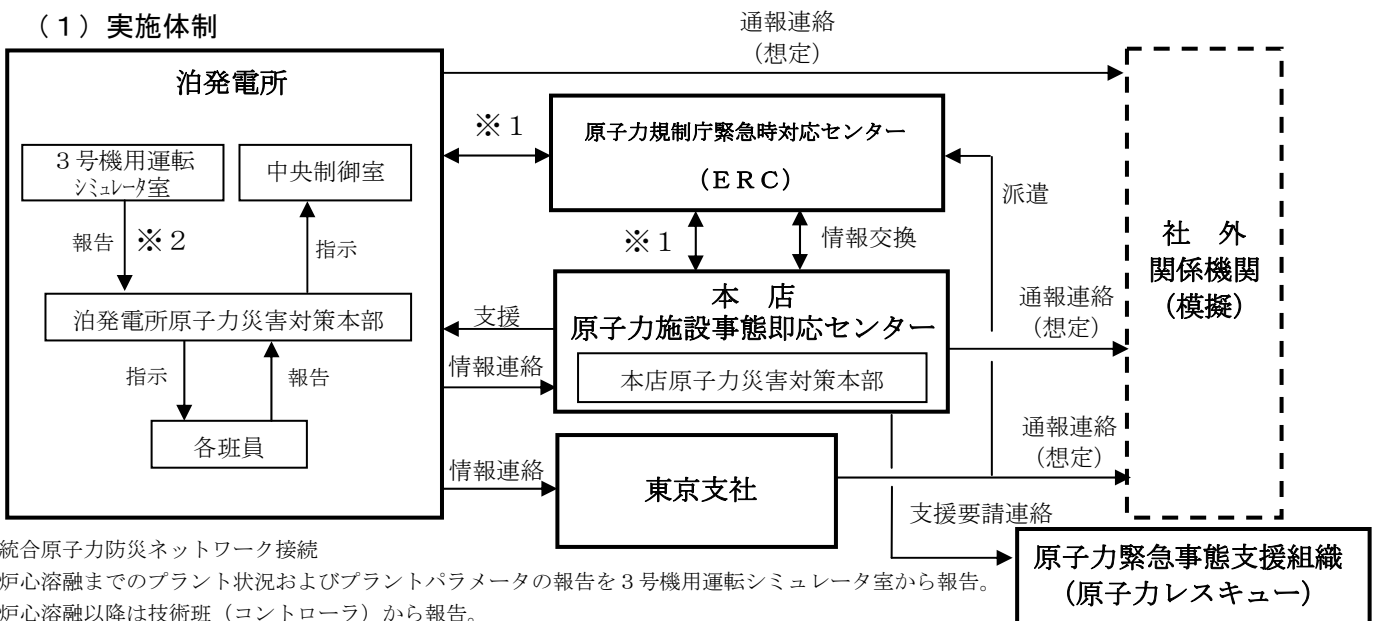 （１）実施体制
通報連絡
（想定）
泊発電所
３号機用運転
ｼﾐｭﾚｰﾀ室
中央制御室
報告
※２
指示
泊発電所原子力災害対策本部
指示
報告
各班員
※１
原子力規制庁緊急時対応センター
（ＥＲＣ）
派遣
※１
情報交換
支援
本　店
原子力施設事態即応センター
本店原子力災害対策本部
情報連絡
通報連絡
（想定）
社　外
関係機関
（模擬）
情報連絡
東京支社
通報連絡
（想定）
支援要請連絡
原子力緊急事態支援組織
（原子力レスキュー）
統合原子力防災ネットワーク接続
炉心溶融までのプラント状況およびプラントパラメータの報告を３号機用運転シミュレータ室から報告。
炉心溶融以降は技術班（コントローラ）から報告。